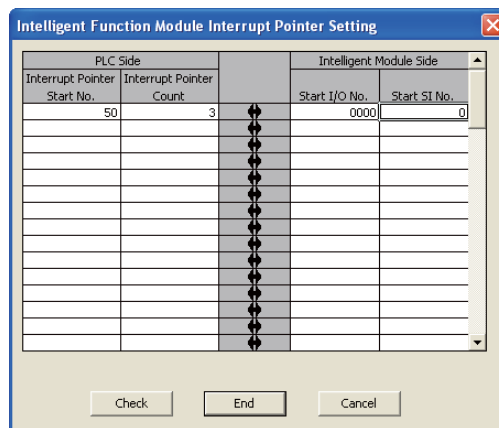 Intelligent Function Module Interrupt Pointer Setting
PLC Side Intelligent Module Side
Interrupt Pointer Interrupt Pointer
Start No. Count Start I/O No. Start SI No.
50 3 0000 0
Check End Cancel